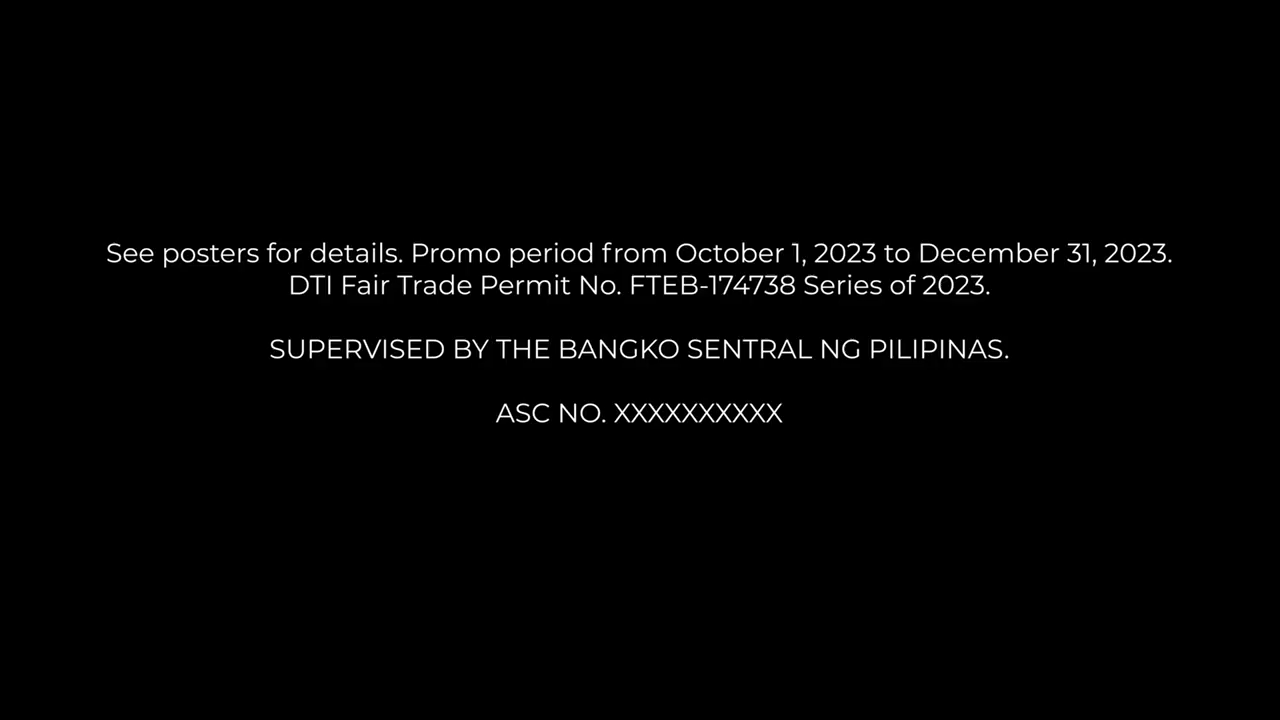 See posters for details. Promo period from October 1, 2023 to December 31, 2023.
DTI Fair Trade Permit No. FTEB-174738 Series of 2023.
SUPERVISED BY THE BANGKO SENTRAL NG PILIPINAS.
ASC NO. XXXXXXXXXX